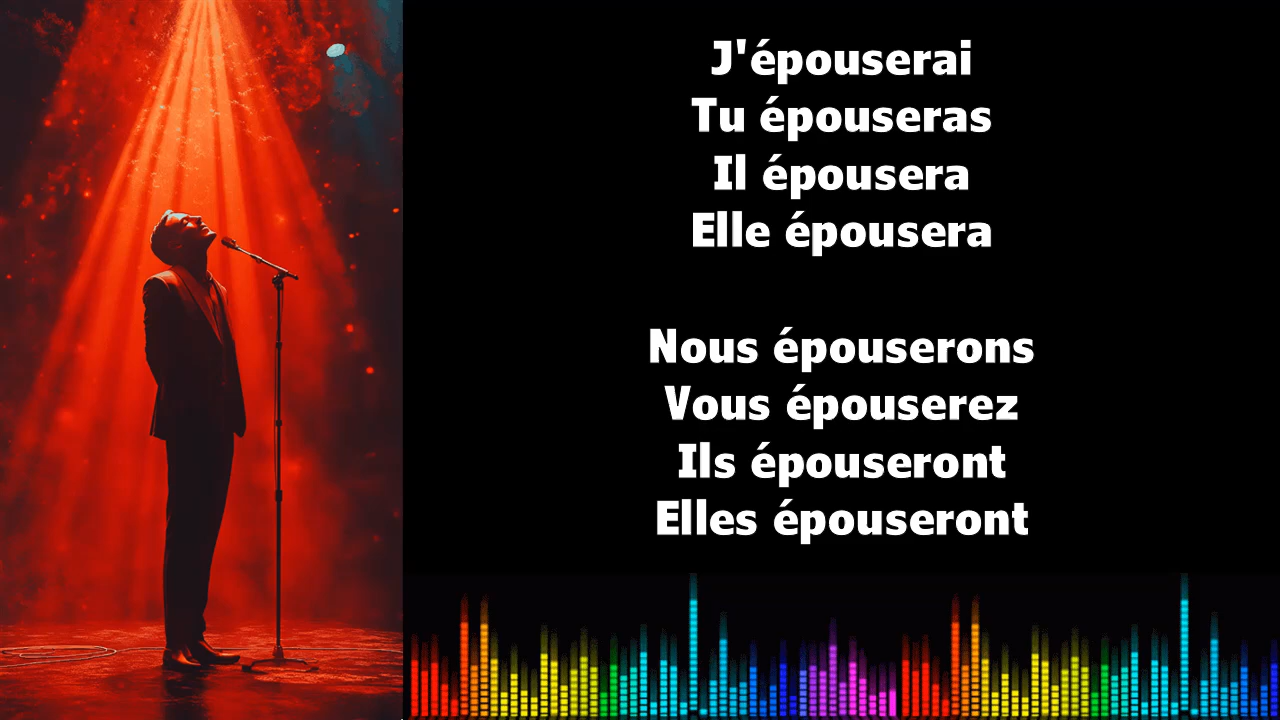 J'épouserai
Tu épouseras
Il épousera
Elle épousera
Nous épouserons
Vous épouserez
Ils épouseront
Elles épouseront